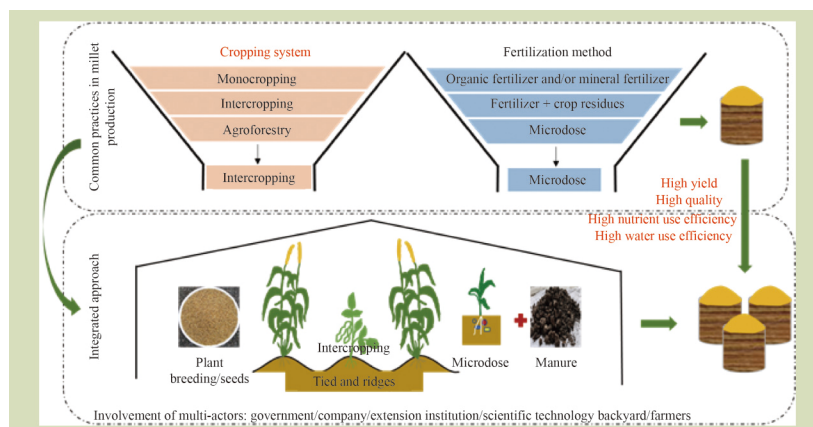 Common practices in millet
production
Cropping system
Monocropping
Intercropping
Agroforestry
Intercropping
Fertilization method
Organic fertilizer and/or mineral fertilizer
Fertilizer + crop residues
Microdose
Microdose
High yield
High quality
High nutrient use efficiency
High water use efficiency
Integrated approach
Plant
breeding/seeds
Intercropping
Tied and ridges
Microdose
Manure
Involvement of multi-actors: government/company/extension institution/scientific technology backyard/farmers